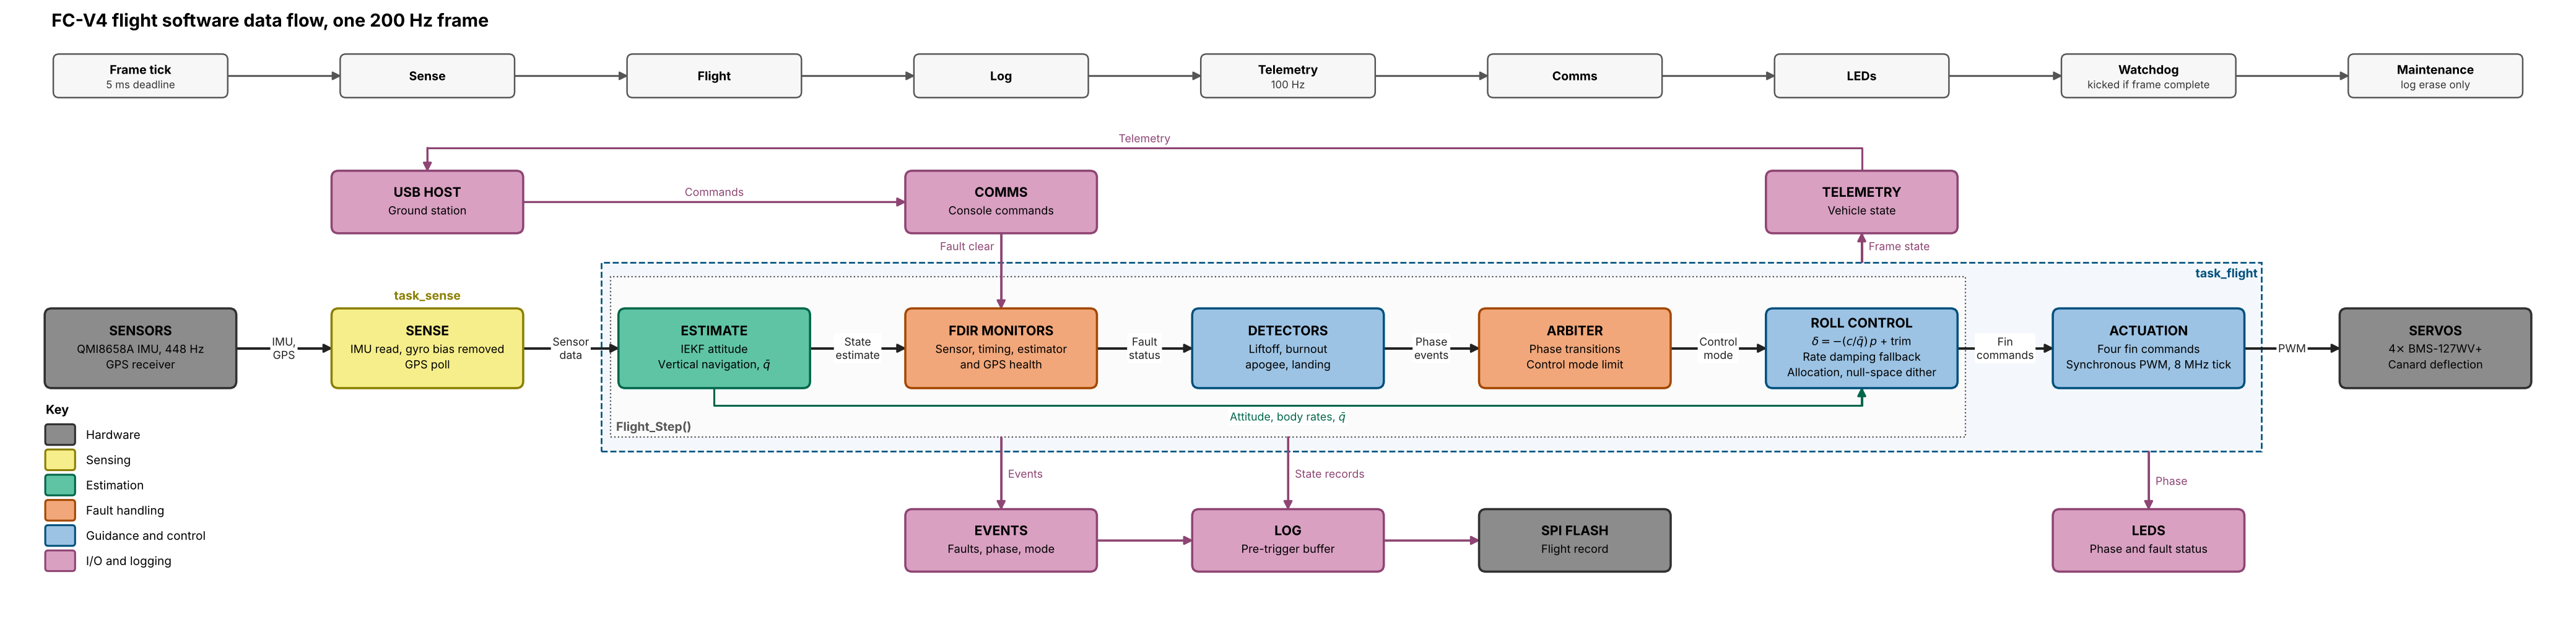 FC-V4 flight software data flow, one 200 Hz frame
Frame tick
5 ms deadline
Sense
Flight
Log
Telemetry
100 Hz
Comms
LEDs
Watchdog
kicked if frame complete
Maintenance
log erase only
Telemetry
USB HOST
Ground station
Commands
COMMS
Console commands
TELEMETRY
Vehicle state
Fault clear
Frame state
task_flight
task_sense
SENSORS
QMI8658A IMU, 448 Hz
GPS receiver
IMU,
GPS
SENSE
IMU read, gyro bias removed
GPS poll
Sensor
data
ESTIMATE
IEKF attitude
Vertical navigation, q̄
State
estimate
FDIR MONITORS
Sensor, timing, estimator
and GPS health
Fault
status
DETECTORS
Liftoff, burnout
apogee, landing
Phase
events
ARBITER
Phase transitions
Control mode limit
Control
mode
ROLL CONTROL
δ = −(c/q̄) p + trim
Rate damping fallback
Allocation, null-space dither
Fin
commands
ACTUATION
Four fin commands
Synchronous PWM, 8 MHz tick
PWM
SERVOS
4× BMS-127WV+
Canard deflection
Attitude, body rates, q̄
Flight_Step()
Key
Hardware
Sensing
Estimation
Fault handling
Guidance and control
I/O and logging
Events
State records
Phase
EVENTS
Faults, phase, mode
LOG
Pre-trigger buffer
SPI FLASH
Flight record
LEDS
Phase and fault status